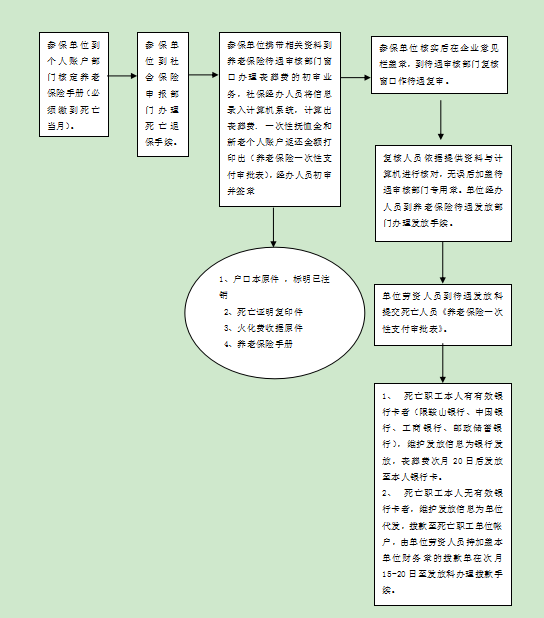 参保单位到
个人账户部
门核定养老
保险手册(必
须缴到死亡
当月)。
参保单
位到社
会保险
申报部
门办理
死亡退
保手续。
参保单位携带相关资料到
养老保险待遇审核部门窗
口办理丧葬费的初审业
务,社保经办人员将信息
录入计算机系统,计算出
丧葬费、一次性抚恤金和
新老个人账户返还金额打
印出(养老保险一次性支
付审批表),经办人员初审
并签章
参保单位核实后在企业意见
栏盖章,到待遇审核部门复核
窗口作待遇复审。
复核人员依据提供资料与计
算机进行核对,无误后加盖待
遇审核部门专用章。单位经办
人员到养老保险待遇发放部
门办理发放手续。
1、户口本原件 ,标明已注
销
2、死亡证明复印件
3、火化费收据原件
4、养老保险手册
单位劳资人员到待遇发放科
提交死亡人员《养老保险一次
性支付审批表》。
1、 死亡职工本人有有效银
行卡者(限鞍山银行、中国银
行、工商银行、邮政储蓄银
行),维护发放信息为银行发
放,丧葬费次月 20 日后发放
至本人银行卡。
2、 死亡职工本人无有效银
行卡者,维护发放信息为单位
代发,拨款至死亡职工单位帐
户,由单位劳资人员持加盖本
单位财务章的拨款单在次月
15-20 日至发放科办理拨款手
续。